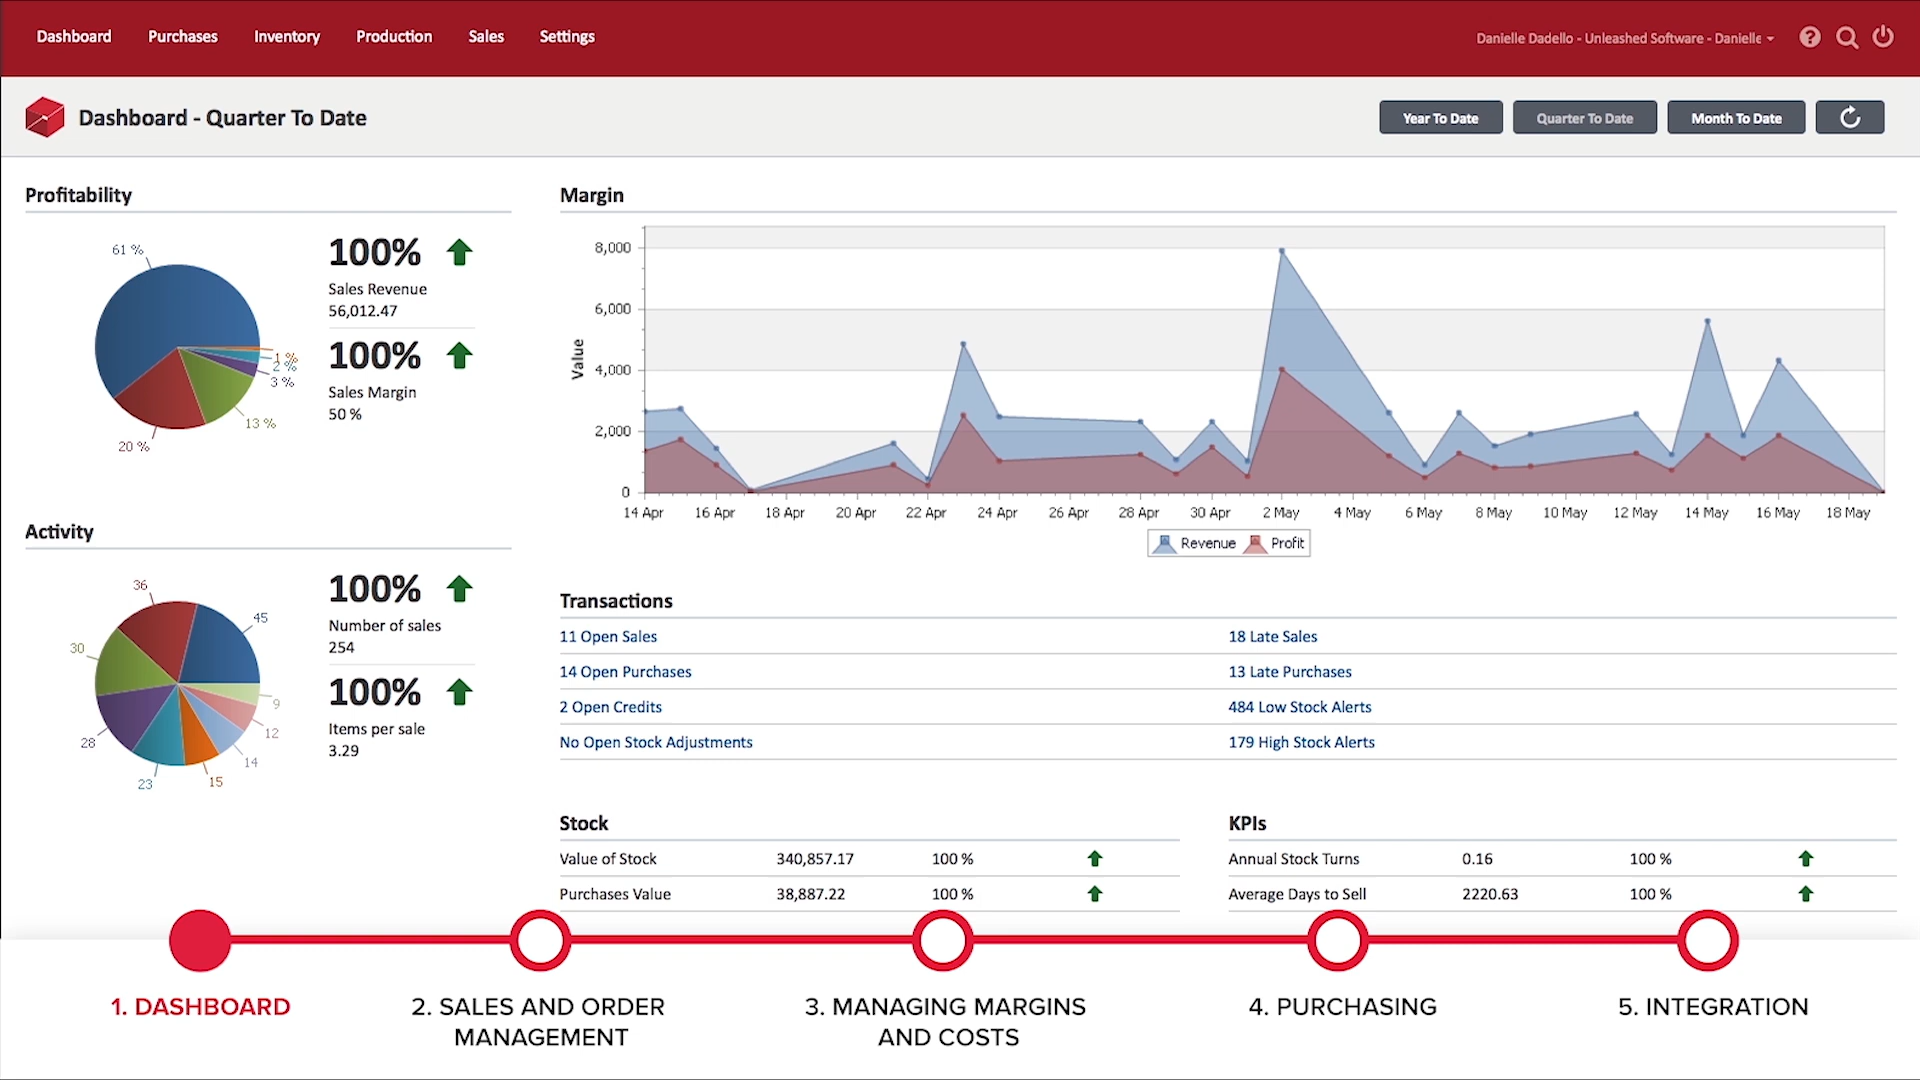 Dashboard Purchases Inventory Production Sales Settings
Danielle Dadello - Unleashed Software - Danielle
Dashboard - Quarter To Date
Year To Date Quarter To Date Month To Date
Profitability
61 %
1 %
2 %
3 %
13 %
20 %
100%
Sales Revenue
56,012.47
100%
Sales Margin
50 %
Margin
Value
8,000
6,000
4,000
2,000
0
14 Apr 16 Apr 18 Apr 20 Apr 22 Apr 24 Apr 26 Apr 28 Apr 30 Apr 2 May 4 May 6 May 8 May 10 May 12 May 14 May 16 May 18 May
Revenue Profit
Activity
36
45
30
9
12
28
14
23
15
100%
Number of sales
254
100%
Items per sale
3.29
Transactions
11 Open Sales 18 Late Sales
14 Open Purchases 13 Late Purchases
2 Open Credits 484 Low Stock Alerts
No Open Stock Adjustments 179 High Stock Alerts
Stock
Value of Stock 340,857.17 100 %
Purchases Value 38,887.22 100 %
KPIs
Annual Stock Turns 0.16 100 %
Average Days to Sell 2220.63 100 %
1. DASHBOARD
2. SALES AND ORDER
MANAGEMENT
3. MANAGING MARGINS
AND COSTS
4. PURCHASING
5. INTEGRATION